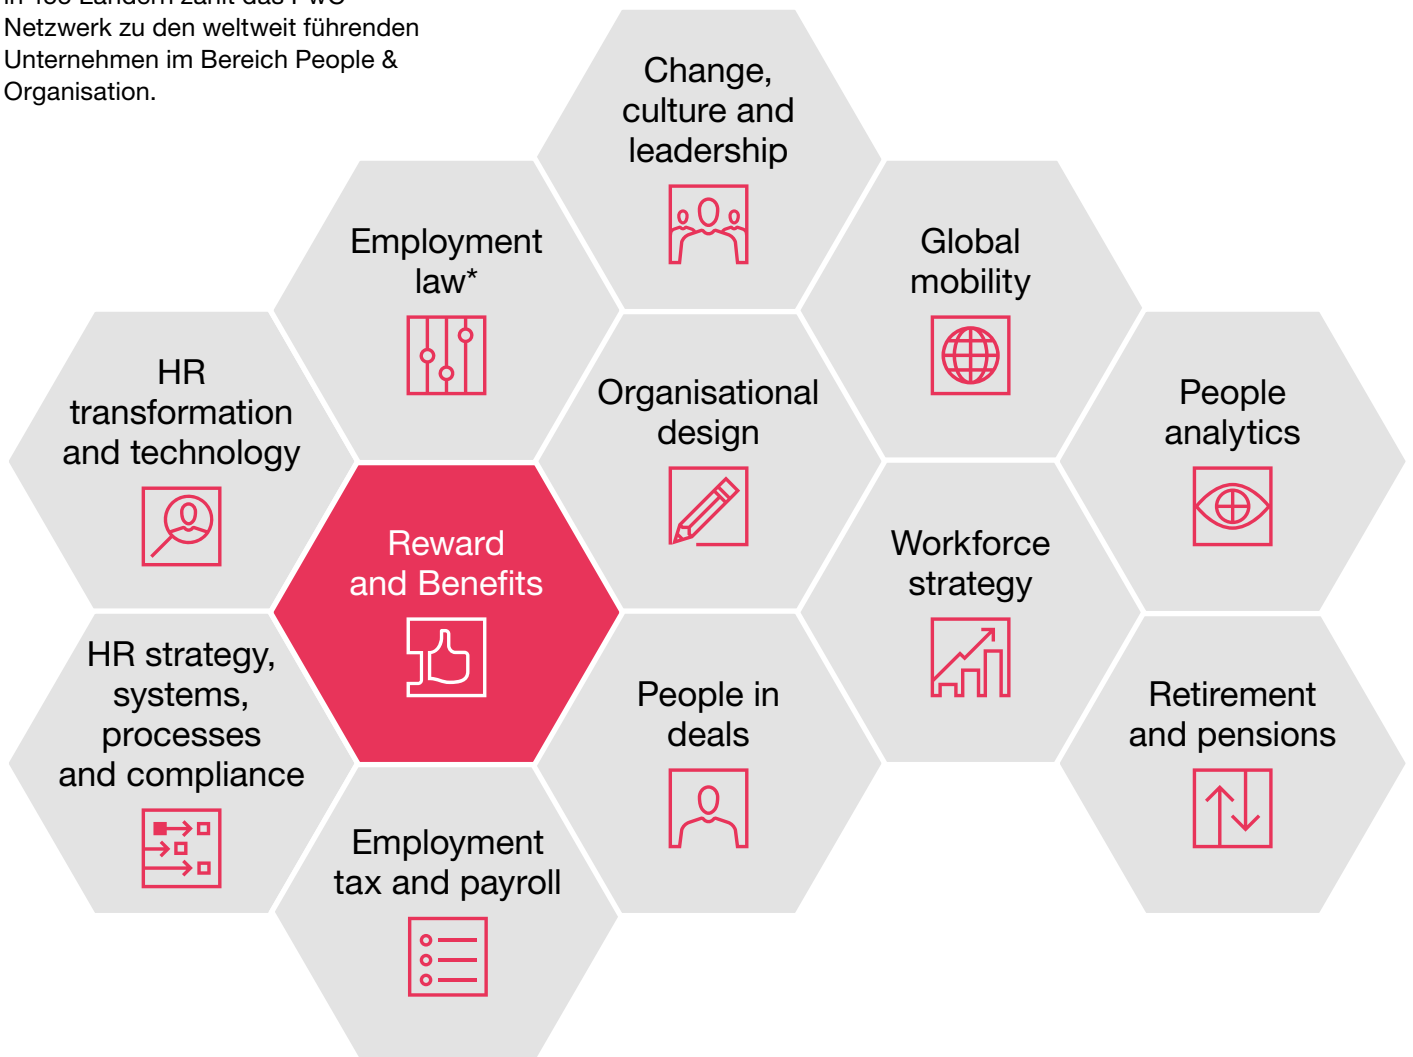 Netzwerk zu den weltweit führenden
Unternehmen im Bereich People &
Organisation.
Change,
culture and
leadership
Employment
law*
Global
mobility
HR
transformation
and technology
Organisational
design
People
analytics
Reward
and Benefits
Workforce
strategy
HR strategy,
systems,
processes
and compliance
People in
deals
Retirement
and pensions
Employment
tax and payroll